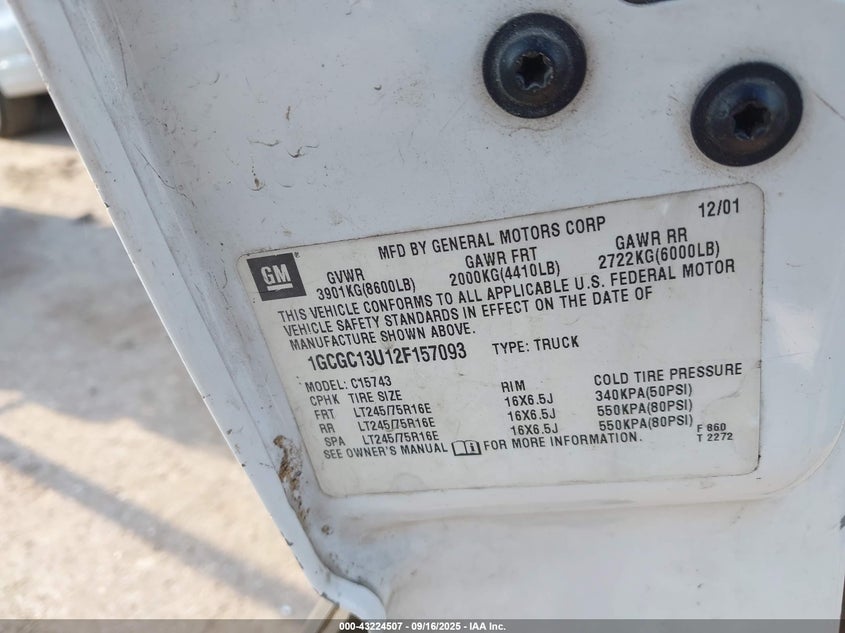 12/01
MFD BY GENERAL MOTORS CORP
GM
GVWR GAWR FRT GAWR RR
3901KG(8600LB) 2000KG(4410LB) 2722KG(6000LB)
THIS VEHICLE CONFORMS TO ALL APPLICABLE U.S. FEDERAL MOTOR
VEHICLE SAFETY STANDARDS IN EFFECT ON THE DATE OF
MANUFACTURE SHOWN ABOVE.
1GCGC13U12F157093 TYPE: TRUCK
MODEL: C15743
CPHK TIRE SIZE RIM COLD TIRE PRESSURE
FRT LT245/75R16E 16X6.5J 340KPA(50PSI)
RR LT245/75R16E 16X6.5J 550KPA(80PSI)
SPA LT245/75R16E 16X6.5J 550KPA(80PSI)
SEE OWNER'S MANUAL FOR MORE INFORMATION.
F 860
T 2272
000-43224507 - 09/16/2025 - IAA Inc.